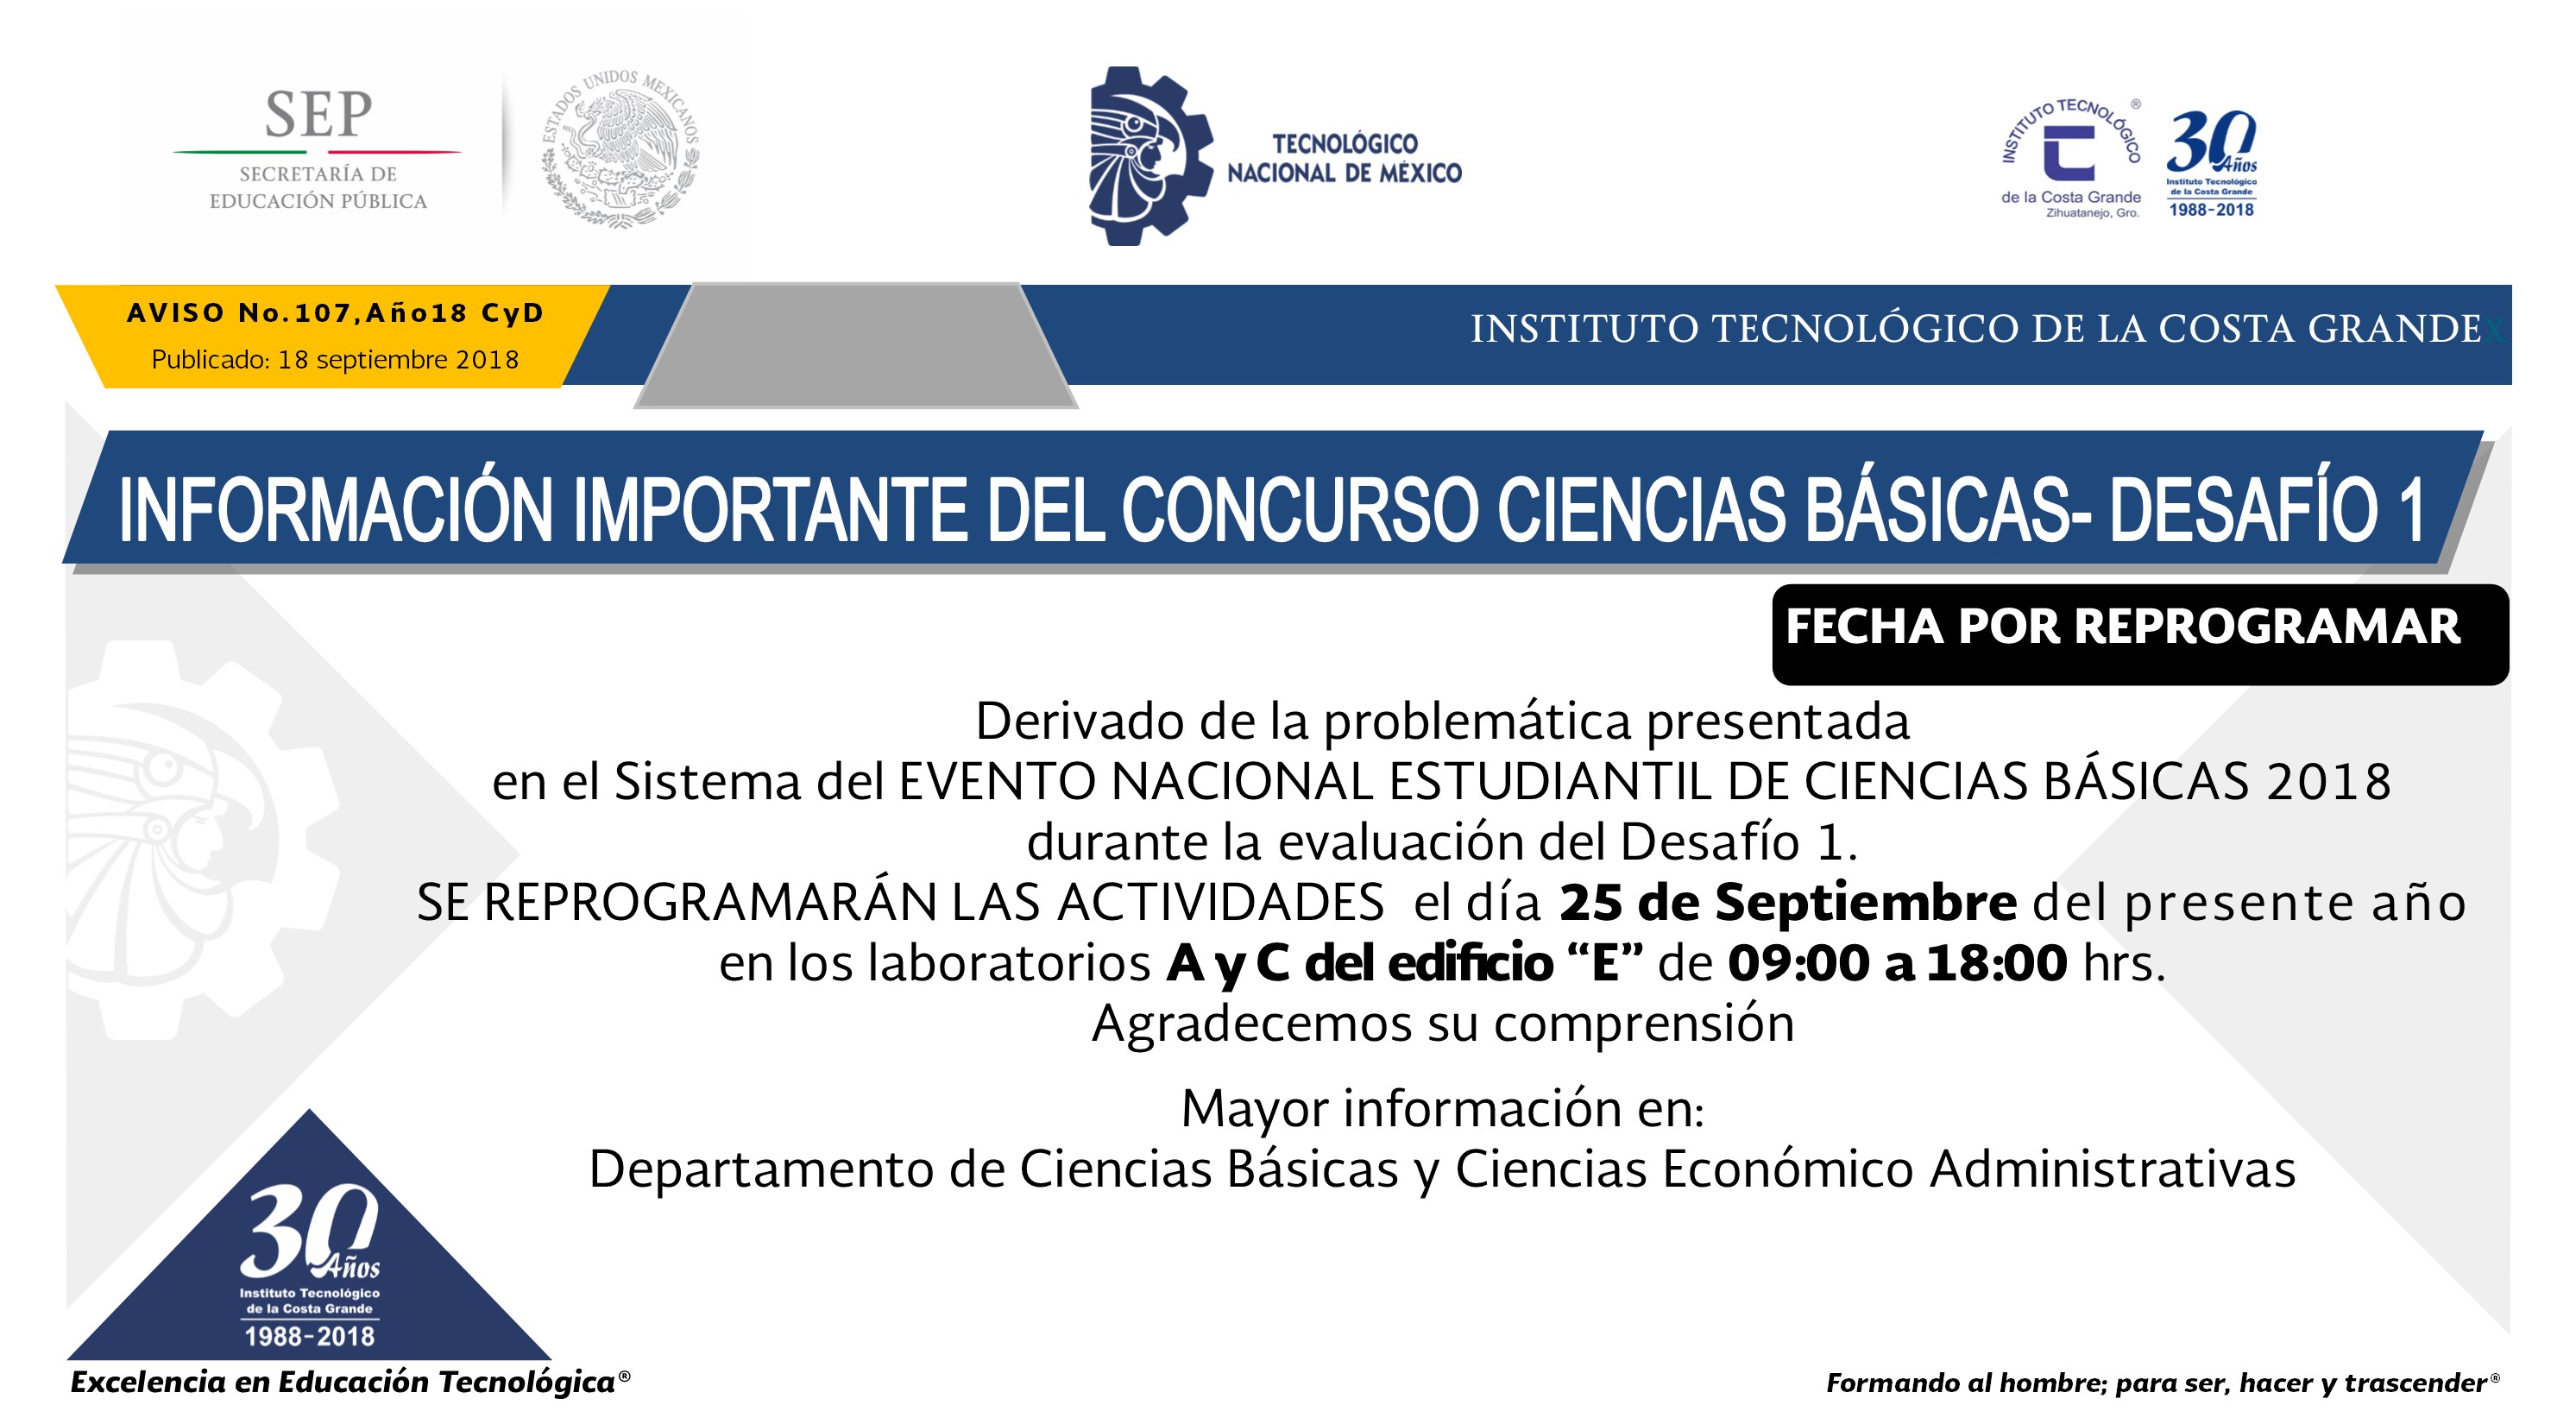 SEP
SECRETARÍA DE
EDUCACIÓN PÚBLICA
ESTADOS UNIDOS MEXICANOS
TECNOLÓGICO
NACIONAL DE MÉXICO
INSTITUTO TECNOLÓGICO ®
de la Costa Grande
Zihuatanejo, Gro.
30
Años
Instituto Tecnológico
de la Costa Grande
1988-2018
AVISO No.107,Año18 CyD
Publicado: 18 septiembre 2018
INSTITUTO TECNOLÓGICO DE LA COSTA GRANDEX
INFORMACIÓN IMPORTANTE DEL CONCURSO CIENCIAS BÁSICAS- DESAFÍO 1
FECHA POR REPROGRAMAR
Derivado de la problemática presentada
en el Sistema del EVENTO NACIONAL ESTUDIANTIL DE CIENCIAS BÁSICAS 2018
durante la evaluación del Desafío 1.
SE REPROGRAMARÁN LAS ACTIVIDADES el día 25 de Septiembre del presente año
en los laboratorios A y C del edificio “E” de 09:00 a 18:00 hrs.
Agradecemos su comprensión
Mayor información en:
Departamento de Ciencias Básicas y Ciencias Económico Administrativas
30
Años
Instituto Tecnológico
de la Costa Grande
1988-2018
Excelencia en Educación Tecnológica®
Formando al hombre; para ser, hacer y trascender®